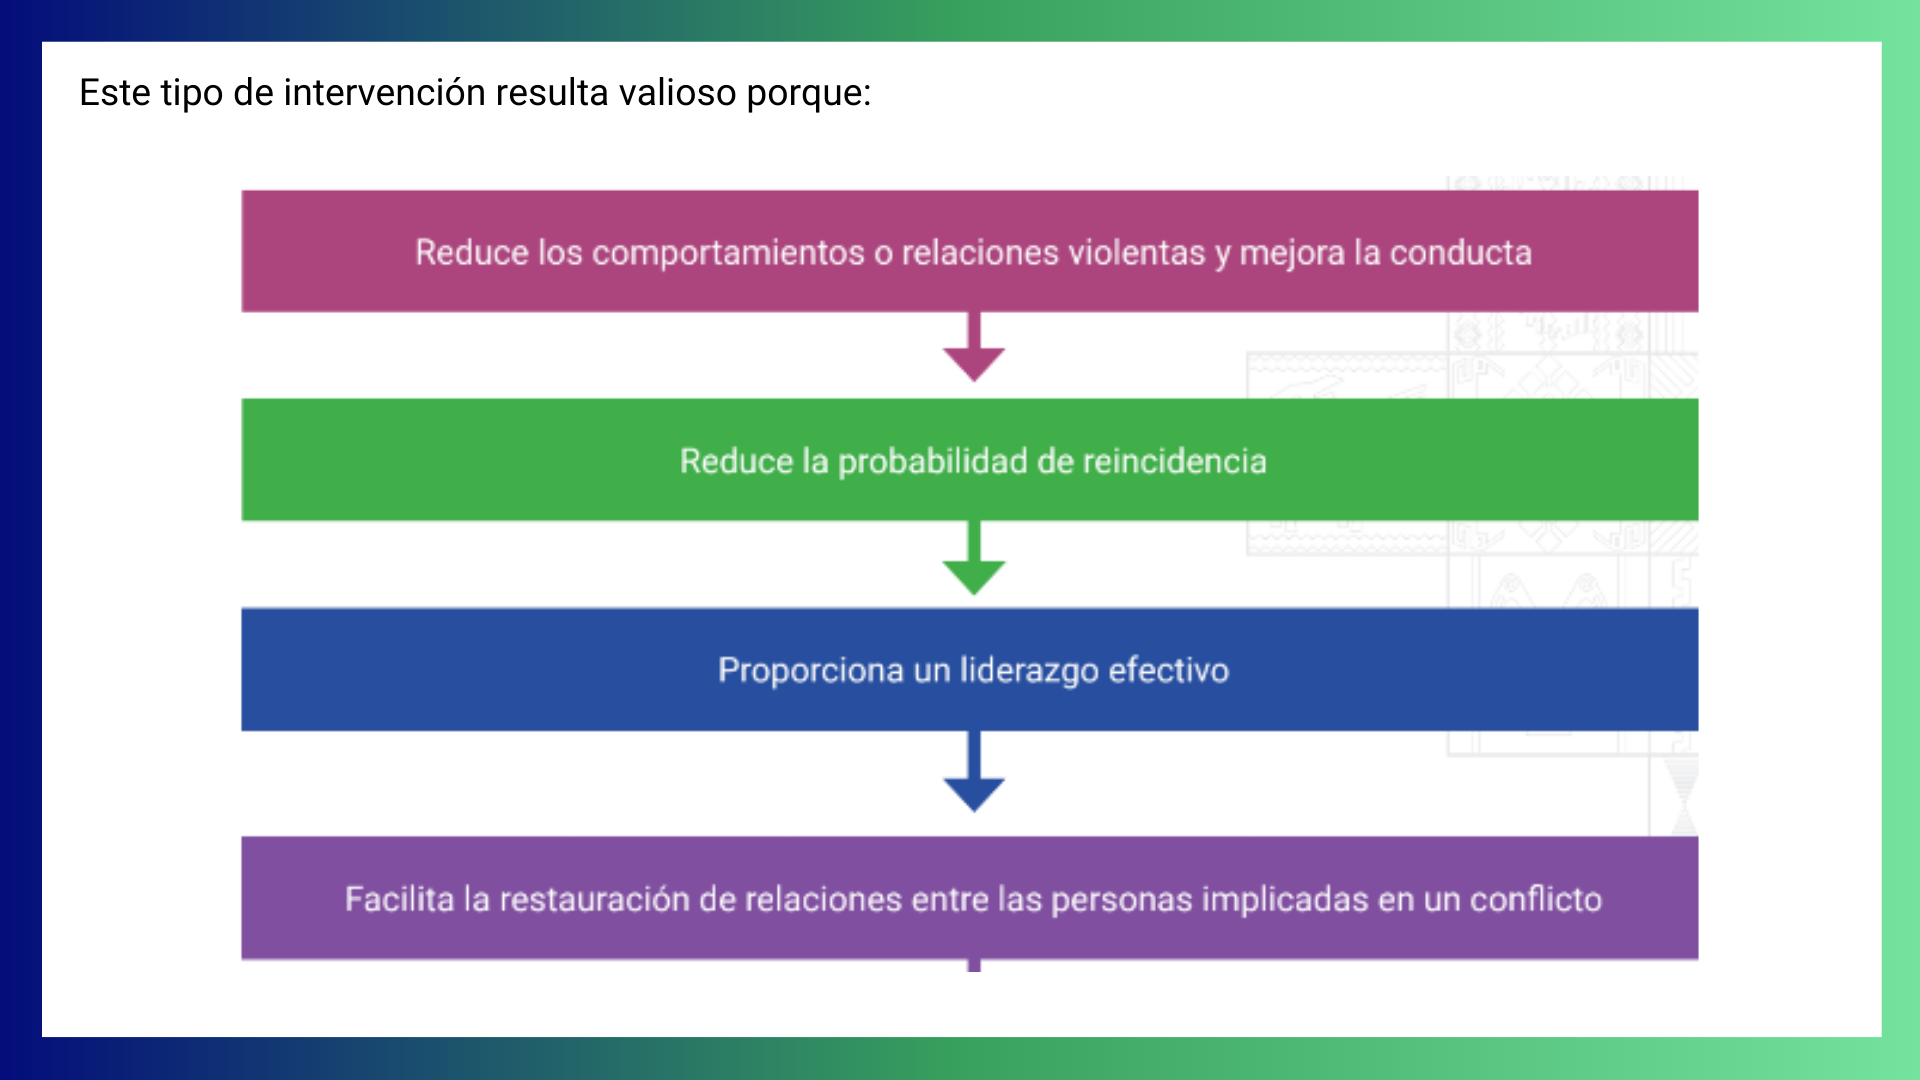 Este tipo de intervención resulta valioso porque:
Reduce los comportamientos o relaciones violentas y mejora la conducta
Reduce la probabilidad de reincidencia
Proporciona un liderazgo efectivo
Facilita la restauración de relaciones entre las personas implicadas en un conflicto